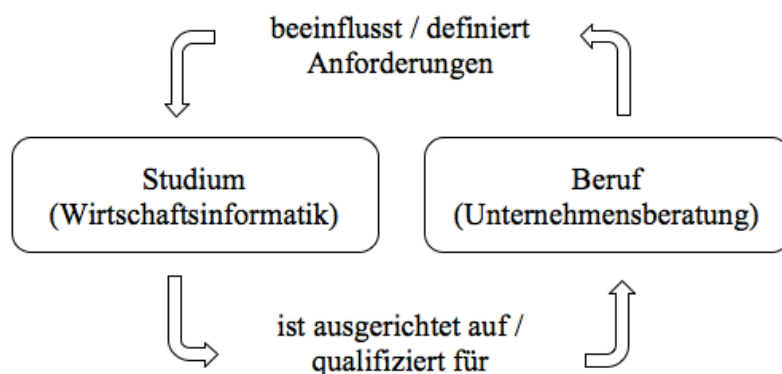 beeinflusst / definiert
Anforderungen
Studium
(Wirtschaftsinformatik)
Beruf
(Unternehmensberatung)
ist ausgerichtet auf /
qualifiziert für